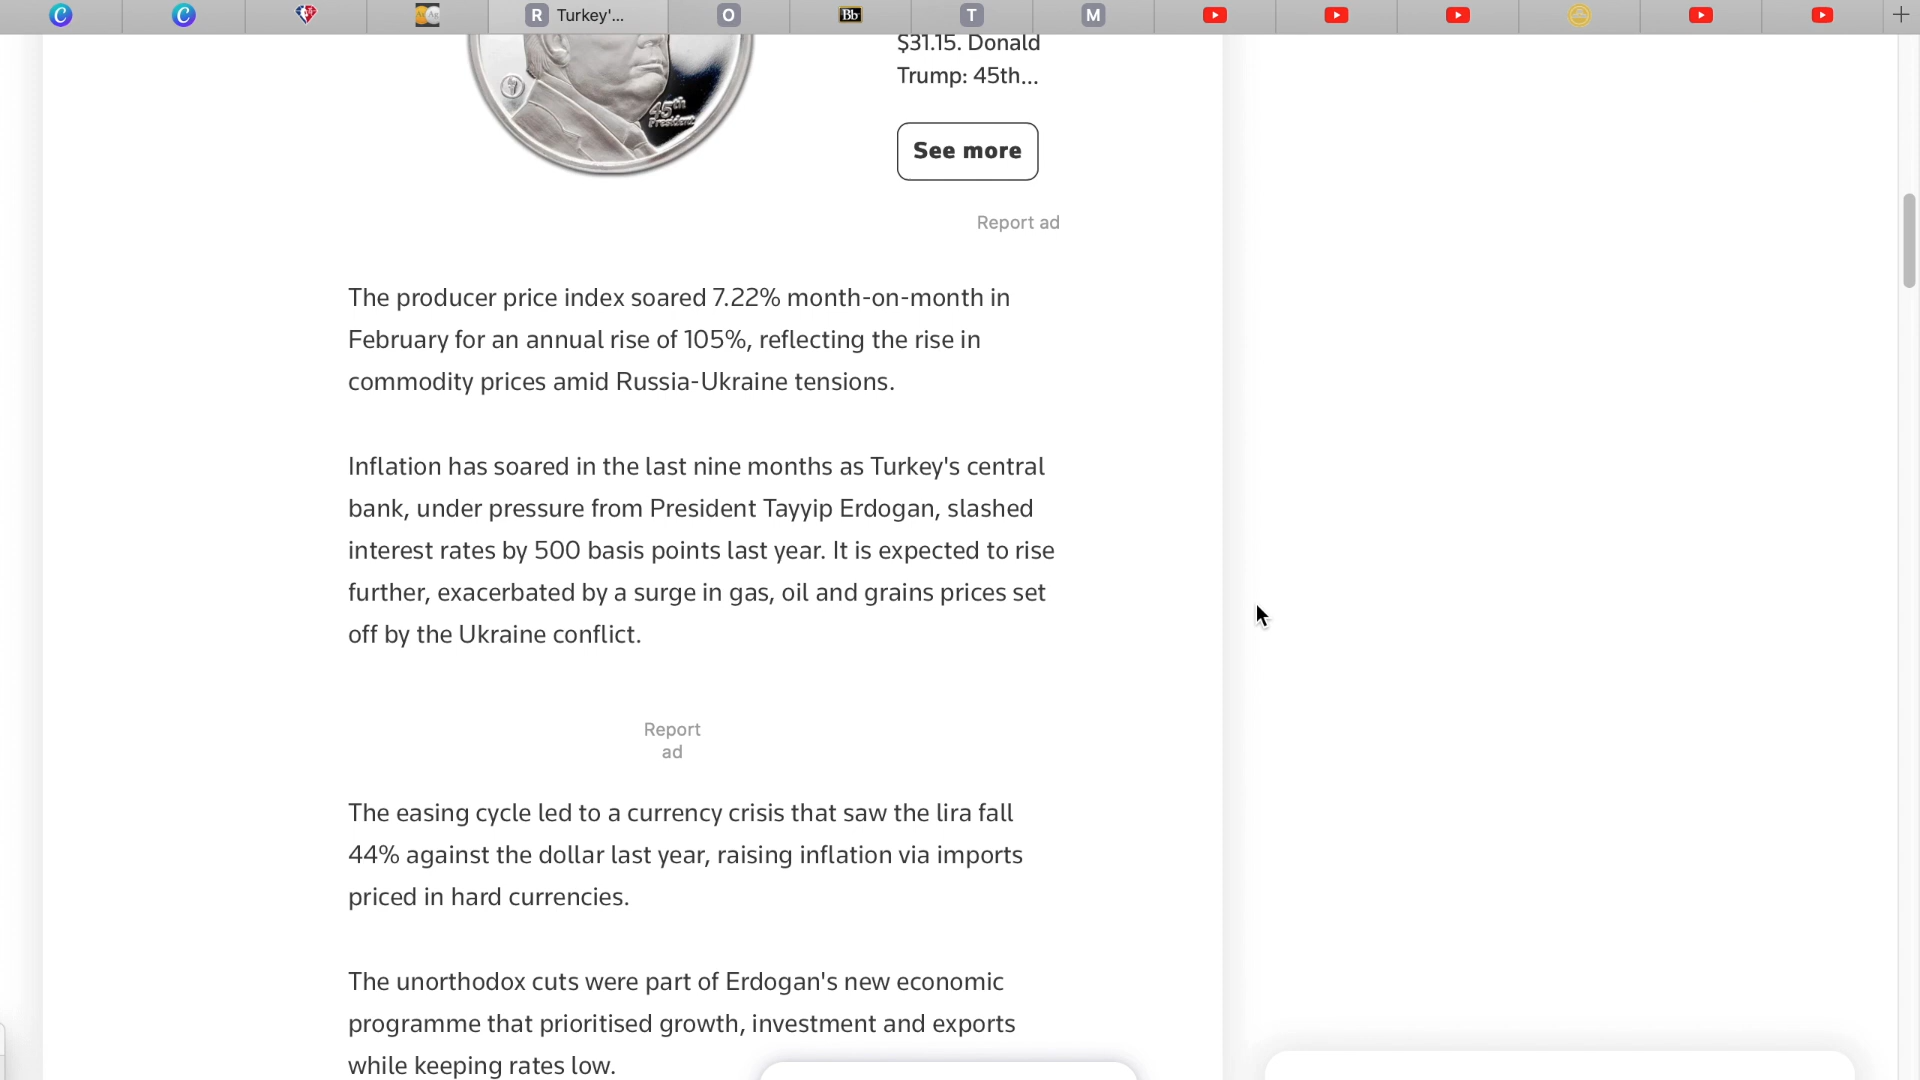 C
C
R Turkey'...
O
Bb
T
M
$31.15. Donald
Trump: 45th...
45th
President
See more
Report ad
The producer price index soared 7.22% month-on-month in
February for an annual rise of 105%, reflecting the rise in
commodity prices amid Russia-Ukraine tensions.
Inflation has soared in the last nine months as Turkey's central
bank, under pressure from President Tayyip Erdogan, slashed
interest rates by 500 basis points last year. It is expected to rise
further, exacerbated by a surge in gas, oil and grains prices set
off by the Ukraine conflict.
Report
ad
The easing cycle led to a currency crisis that saw the lira fall
44% against the dollar last year, raising inflation via imports
priced in hard currencies.
The unorthodox cuts were part of Erdogan's new economic
programme that prioritised growth, investment and exports
while keeping rates low.